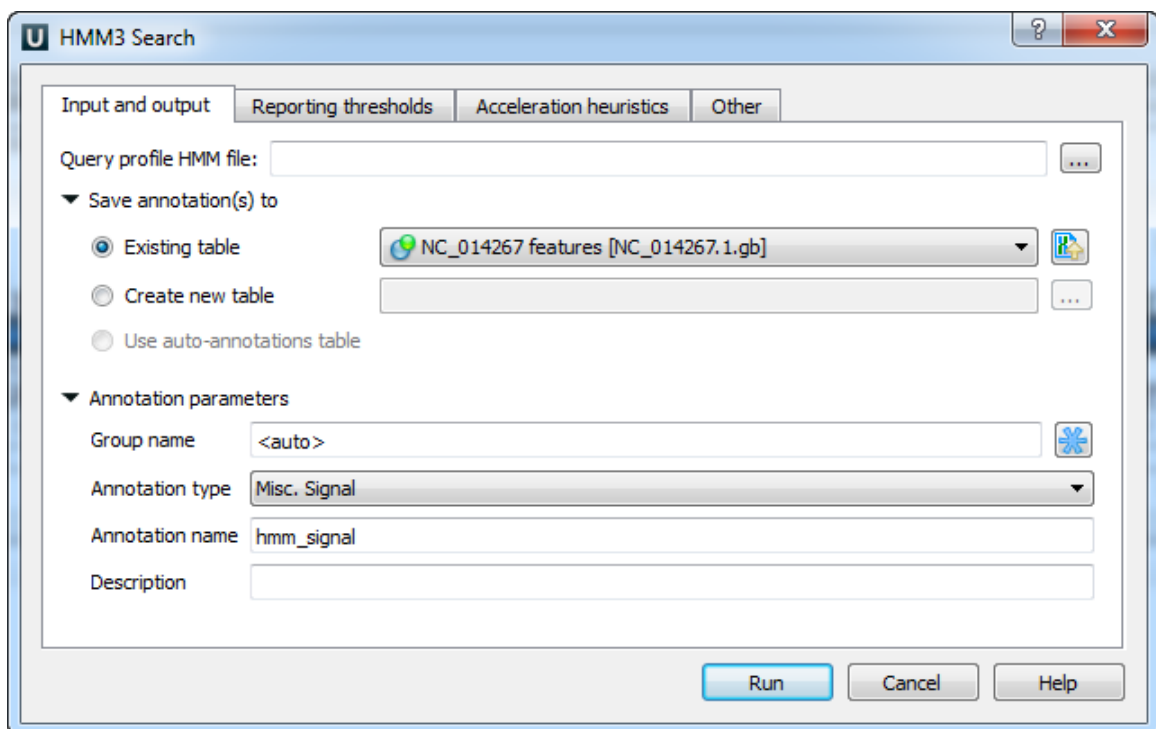 HMM3 Search
Input and output Reporting thresholds Acceleration heuristics Other
Query profile HMM file: ...
Save annotation(s) to
Existing table NC_014267 features [NC_014267.1.gb]
Create new table ...
Use auto-annotations table
Annotation parameters
Group name <auto>
Annotation type Misc. Signal
Annotation name hmm_signal
Description
Run Cancel Help